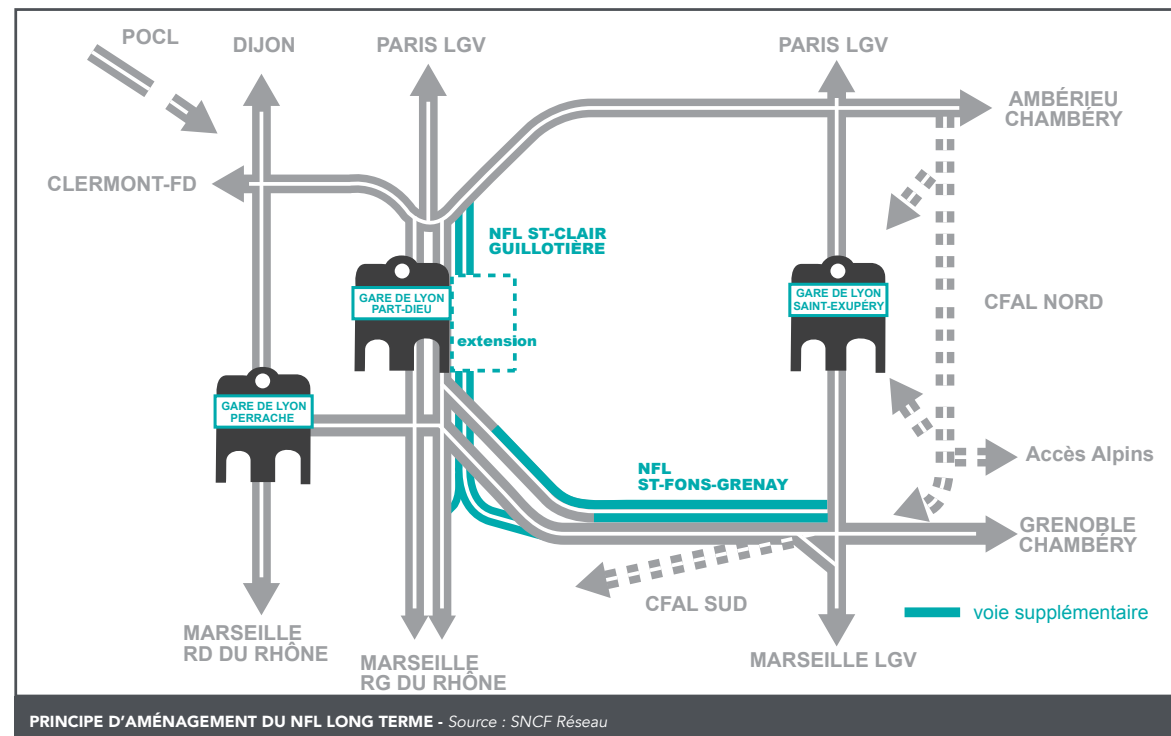 POCL
DIJON
PARIS LGV
PARIS LGV
AMBÉRIEU
CHAMBÉRY
CLERMONT-FD
NFL ST-CLAIR
GUILLOTIÈRE
GARE DE LYON
PART-DIEU
GARE DE LYON
SAINT-EXUPÉRY
CFAL NORD
extension
GARE DE LYON
PERRACHE
NFL
ST-FONS-GRENAY
Accès Alpins
GRENOBLE
CHAMBÉRY
CFAL SUD
voie supplémentaire
MARSEILLE
RD DU RHÔNE
MARSEILLE
RG DU RHÔNE
MARSEILLE LGV
PRINCIPE D'AMÉNAGEMENT DU NFL LONG TERME - Source : SNCF Réseau